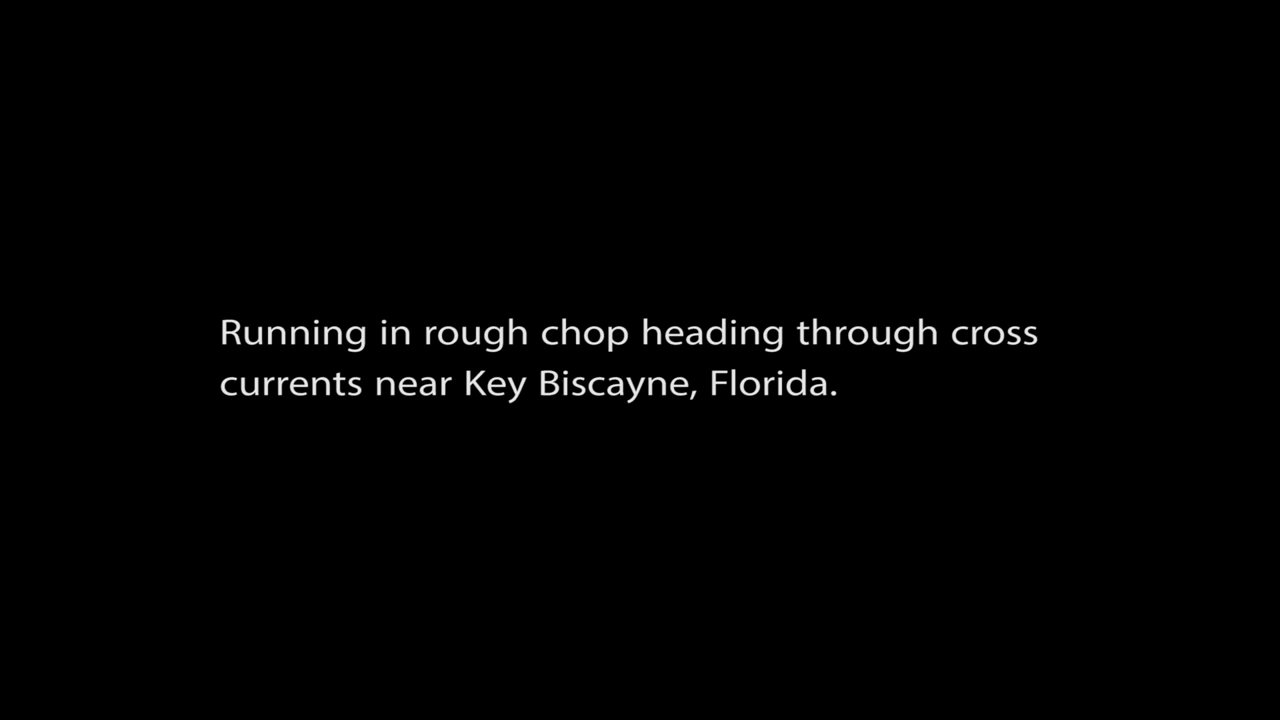 Running in rough chop heading through cross
currents near Key Biscayne, Florida.